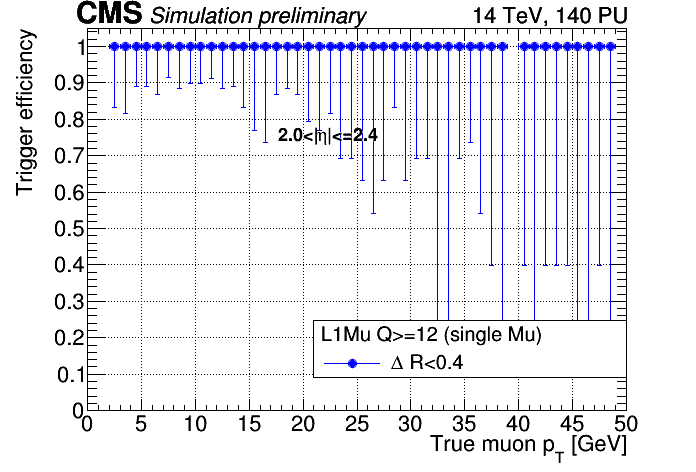 CMS Simulation preliminary 14 TeV, 140 PU
Trigger efficiency
1
0.9
0.8
0.7
0.6
0.5
0.4
0.3
0.2
0.1
0
2.0<|η|<=2.4
L1Mu Q>=12 (single Mu)
Δ R<0.4
0 5 10 15 20 25 30 35 40 45 50
True muon pT [GeV]